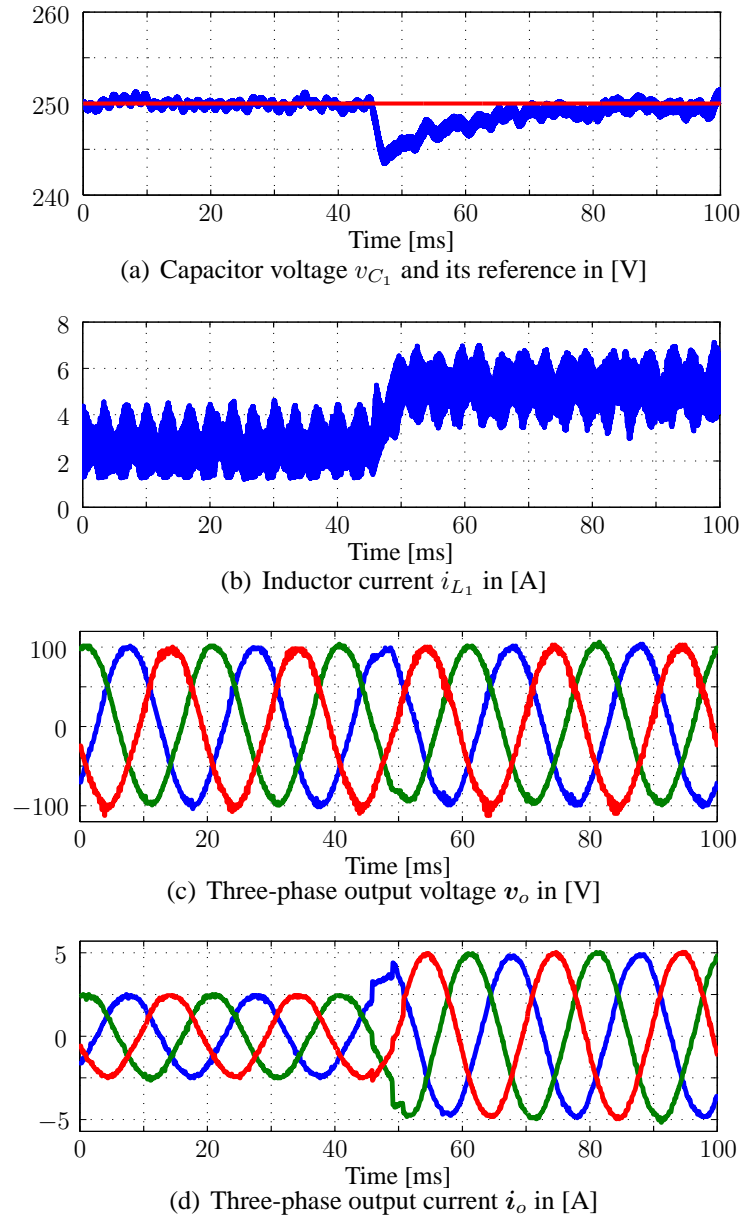 260
250
240
0 20 40 60 80 100
Time [ms]
(a) Capacitor voltage v_{C_1} and its reference in [V]
8
6
4
2
0
0 20 40 60 80 100
Time [ms]
(b) Inductor current i_{L_1} in [A]
100
0
−100
0 20 40 60 80 100
Time [ms]
(c) Three-phase output voltage v_o in [V]
5
0
−5
0 20 40 60 80 100
Time [ms]
(d) Three-phase output current i_o in [A]